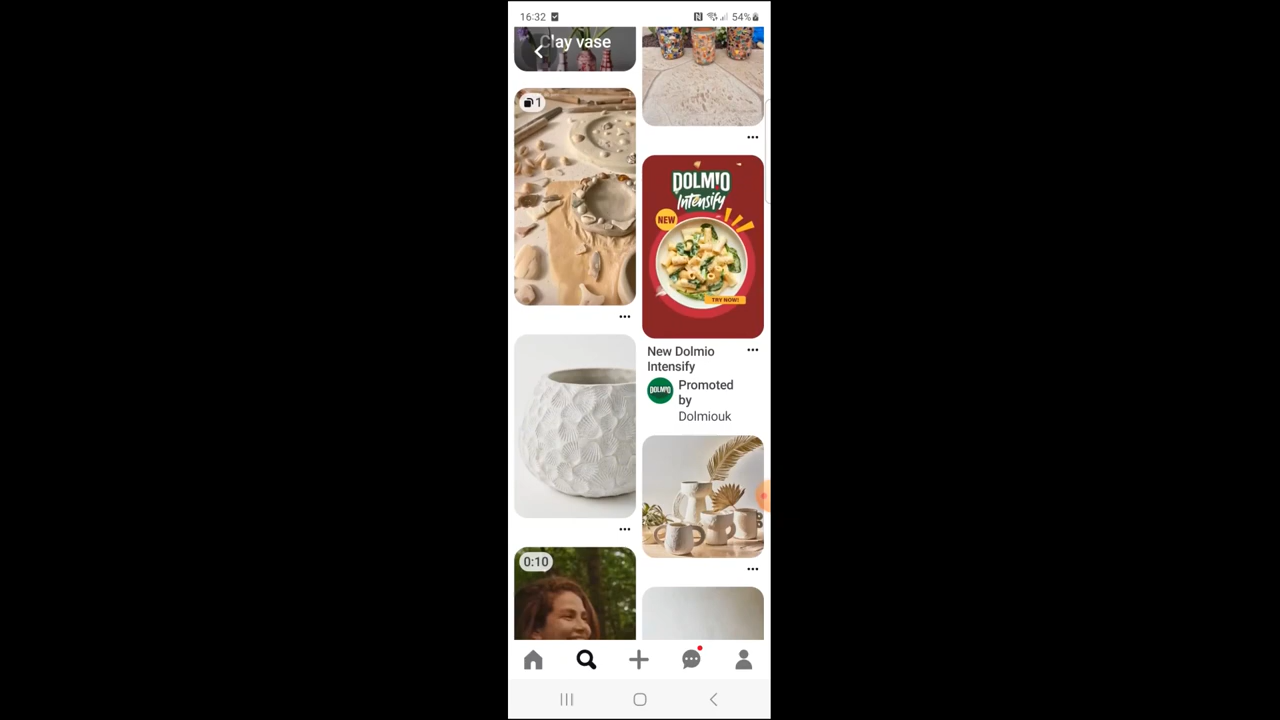 16:32
54%
Clay vase
1
DOLMIO
Intensify
NEW
TRY NOW!
New Dolmio
Intensify
DOLMIO
Promoted
by
Dolmiouk
0:10